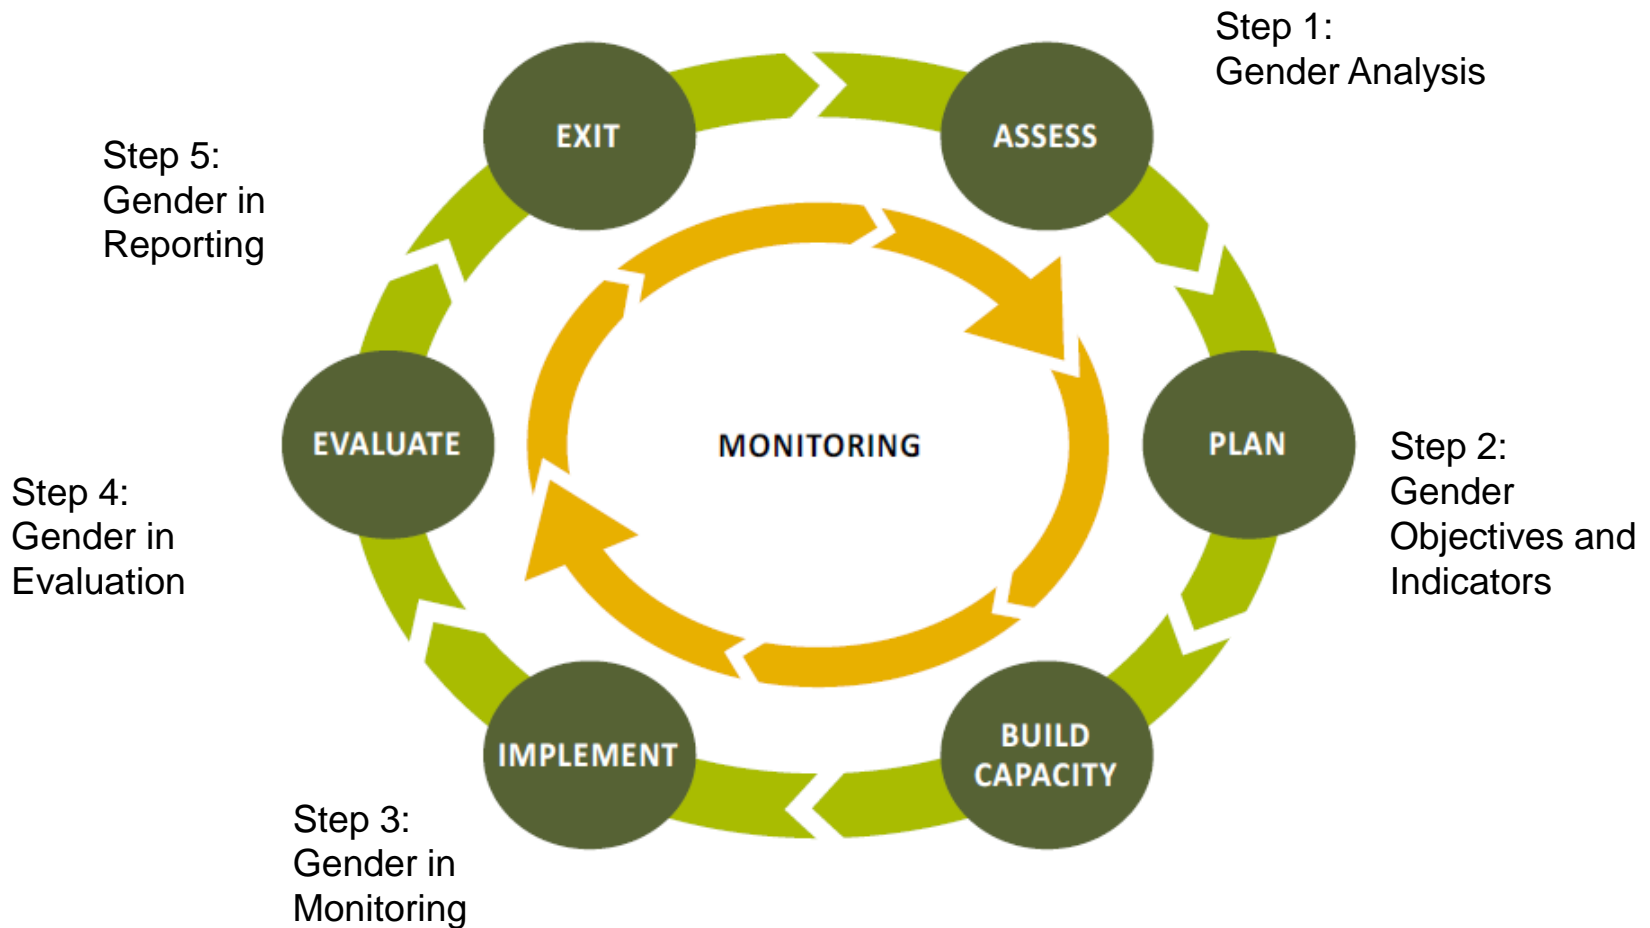 Step 1:
Gender Analysis
EXIT
ASSESS
Step 5:
Gender in
Reporting
EVALUATE
MONITORING
PLAN
Step 2:
Gender
Objectives and
Indicators
Step 4:
Gender in
Evaluation
IMPLEMENT
BUILD
CAPACITY
Step 3:
Gender in
Monitoring